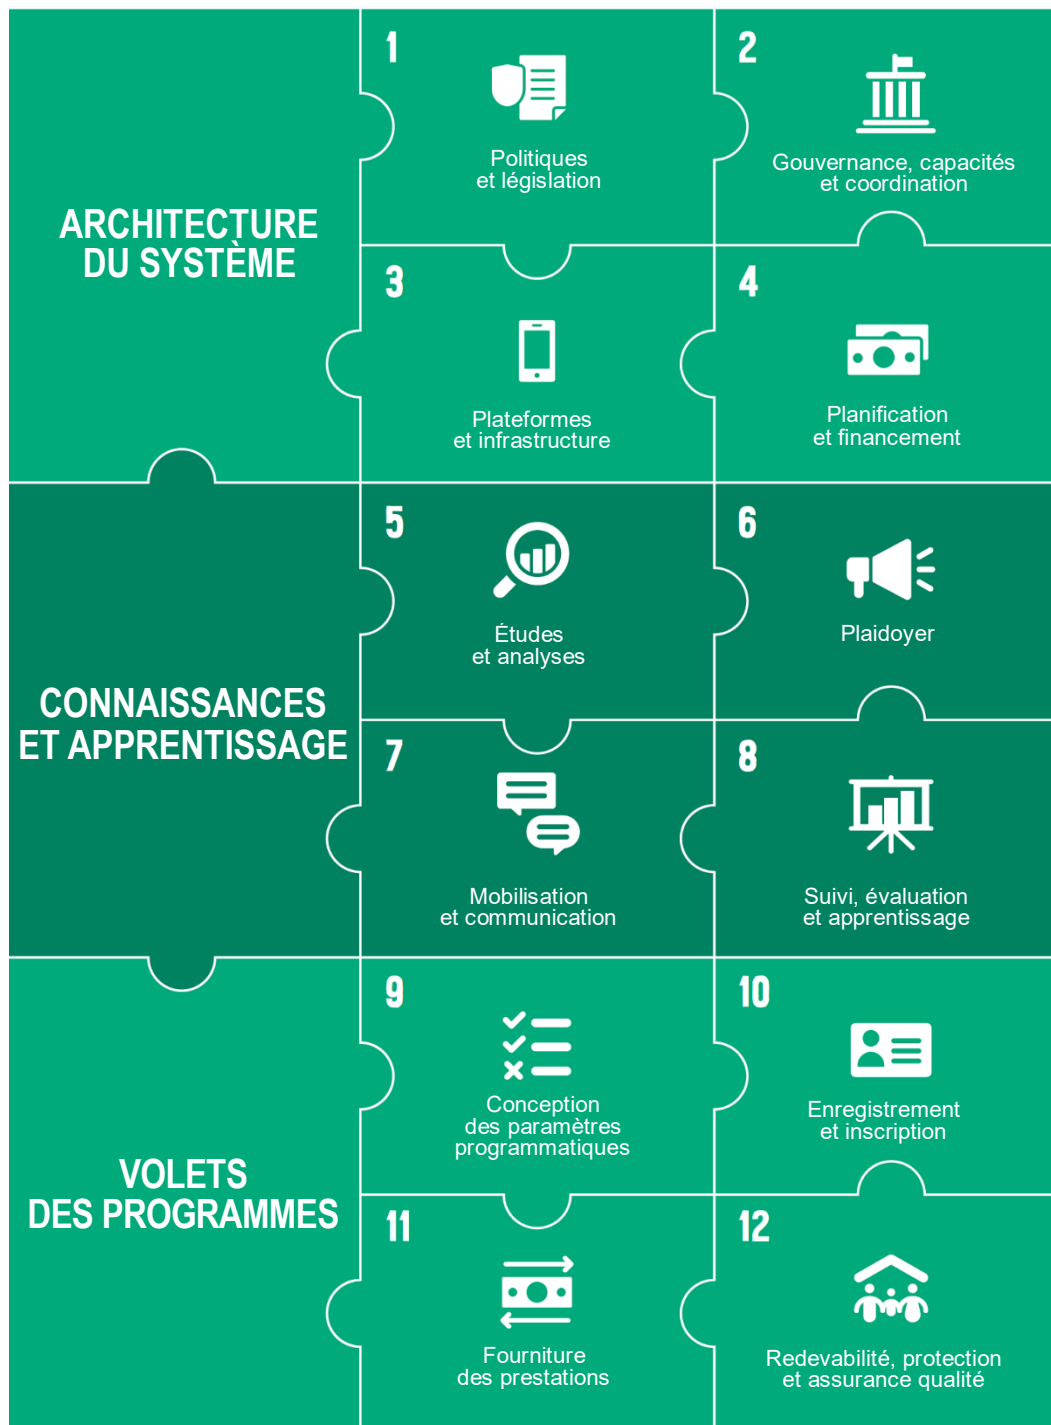 ARCHITECTURE
DU SYSTÈME
1
Politiques
et législation
2
Gouvernance, capacités
et coordination
3
Plateformes
et infrastructure
4
Planification
et financement
CONNAISSANCES
ET APPRENTISSAGE
5
Études
et analyses
6
Plaidoyer
7
Mobilisation
et communication
8
Suivi, évaluation
et apprentissage
VOLETS
DES PROGRAMMES
9
Conception
des paramètres
programmatiques
10
Enregistrement
et inscription
11
Fourniture
des prestations
12
Redevabilité, protection
et assurance qualité